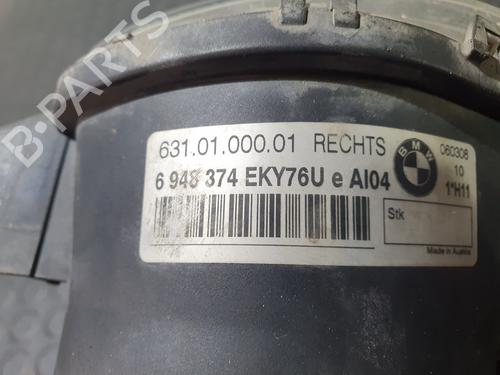 631.01.000.01 RECHTS
6 948 374 EKY76U e AI04
BMW
060308
10
1*H11
Stk
Made in Austria
B-PARTS